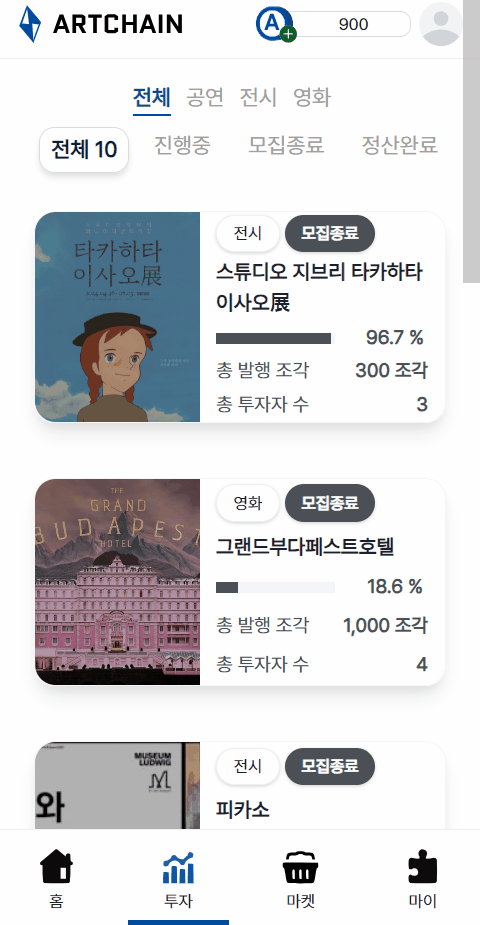 ARTCHAIN
A
900
전체 공연 전시 영화
전체 10 진행중 모집종료 정산완료
타카하타
이사오展
전시 모집종료
스튜디오 지브리 타카하타
이사오展
96.7 %
총 발행 조각 300 조각
총 투자자 수 3
THE
GRAND
BUDAPEST
HOTEL
영화 모집종료
그랜드부다페스트호텔
18.6 %
총 발행 조각 1,000 조각
총 투자자 수 4
MUSEUM
LUDWIG
와
전시 모집종료
피카소
홈 투자 마켓 마이